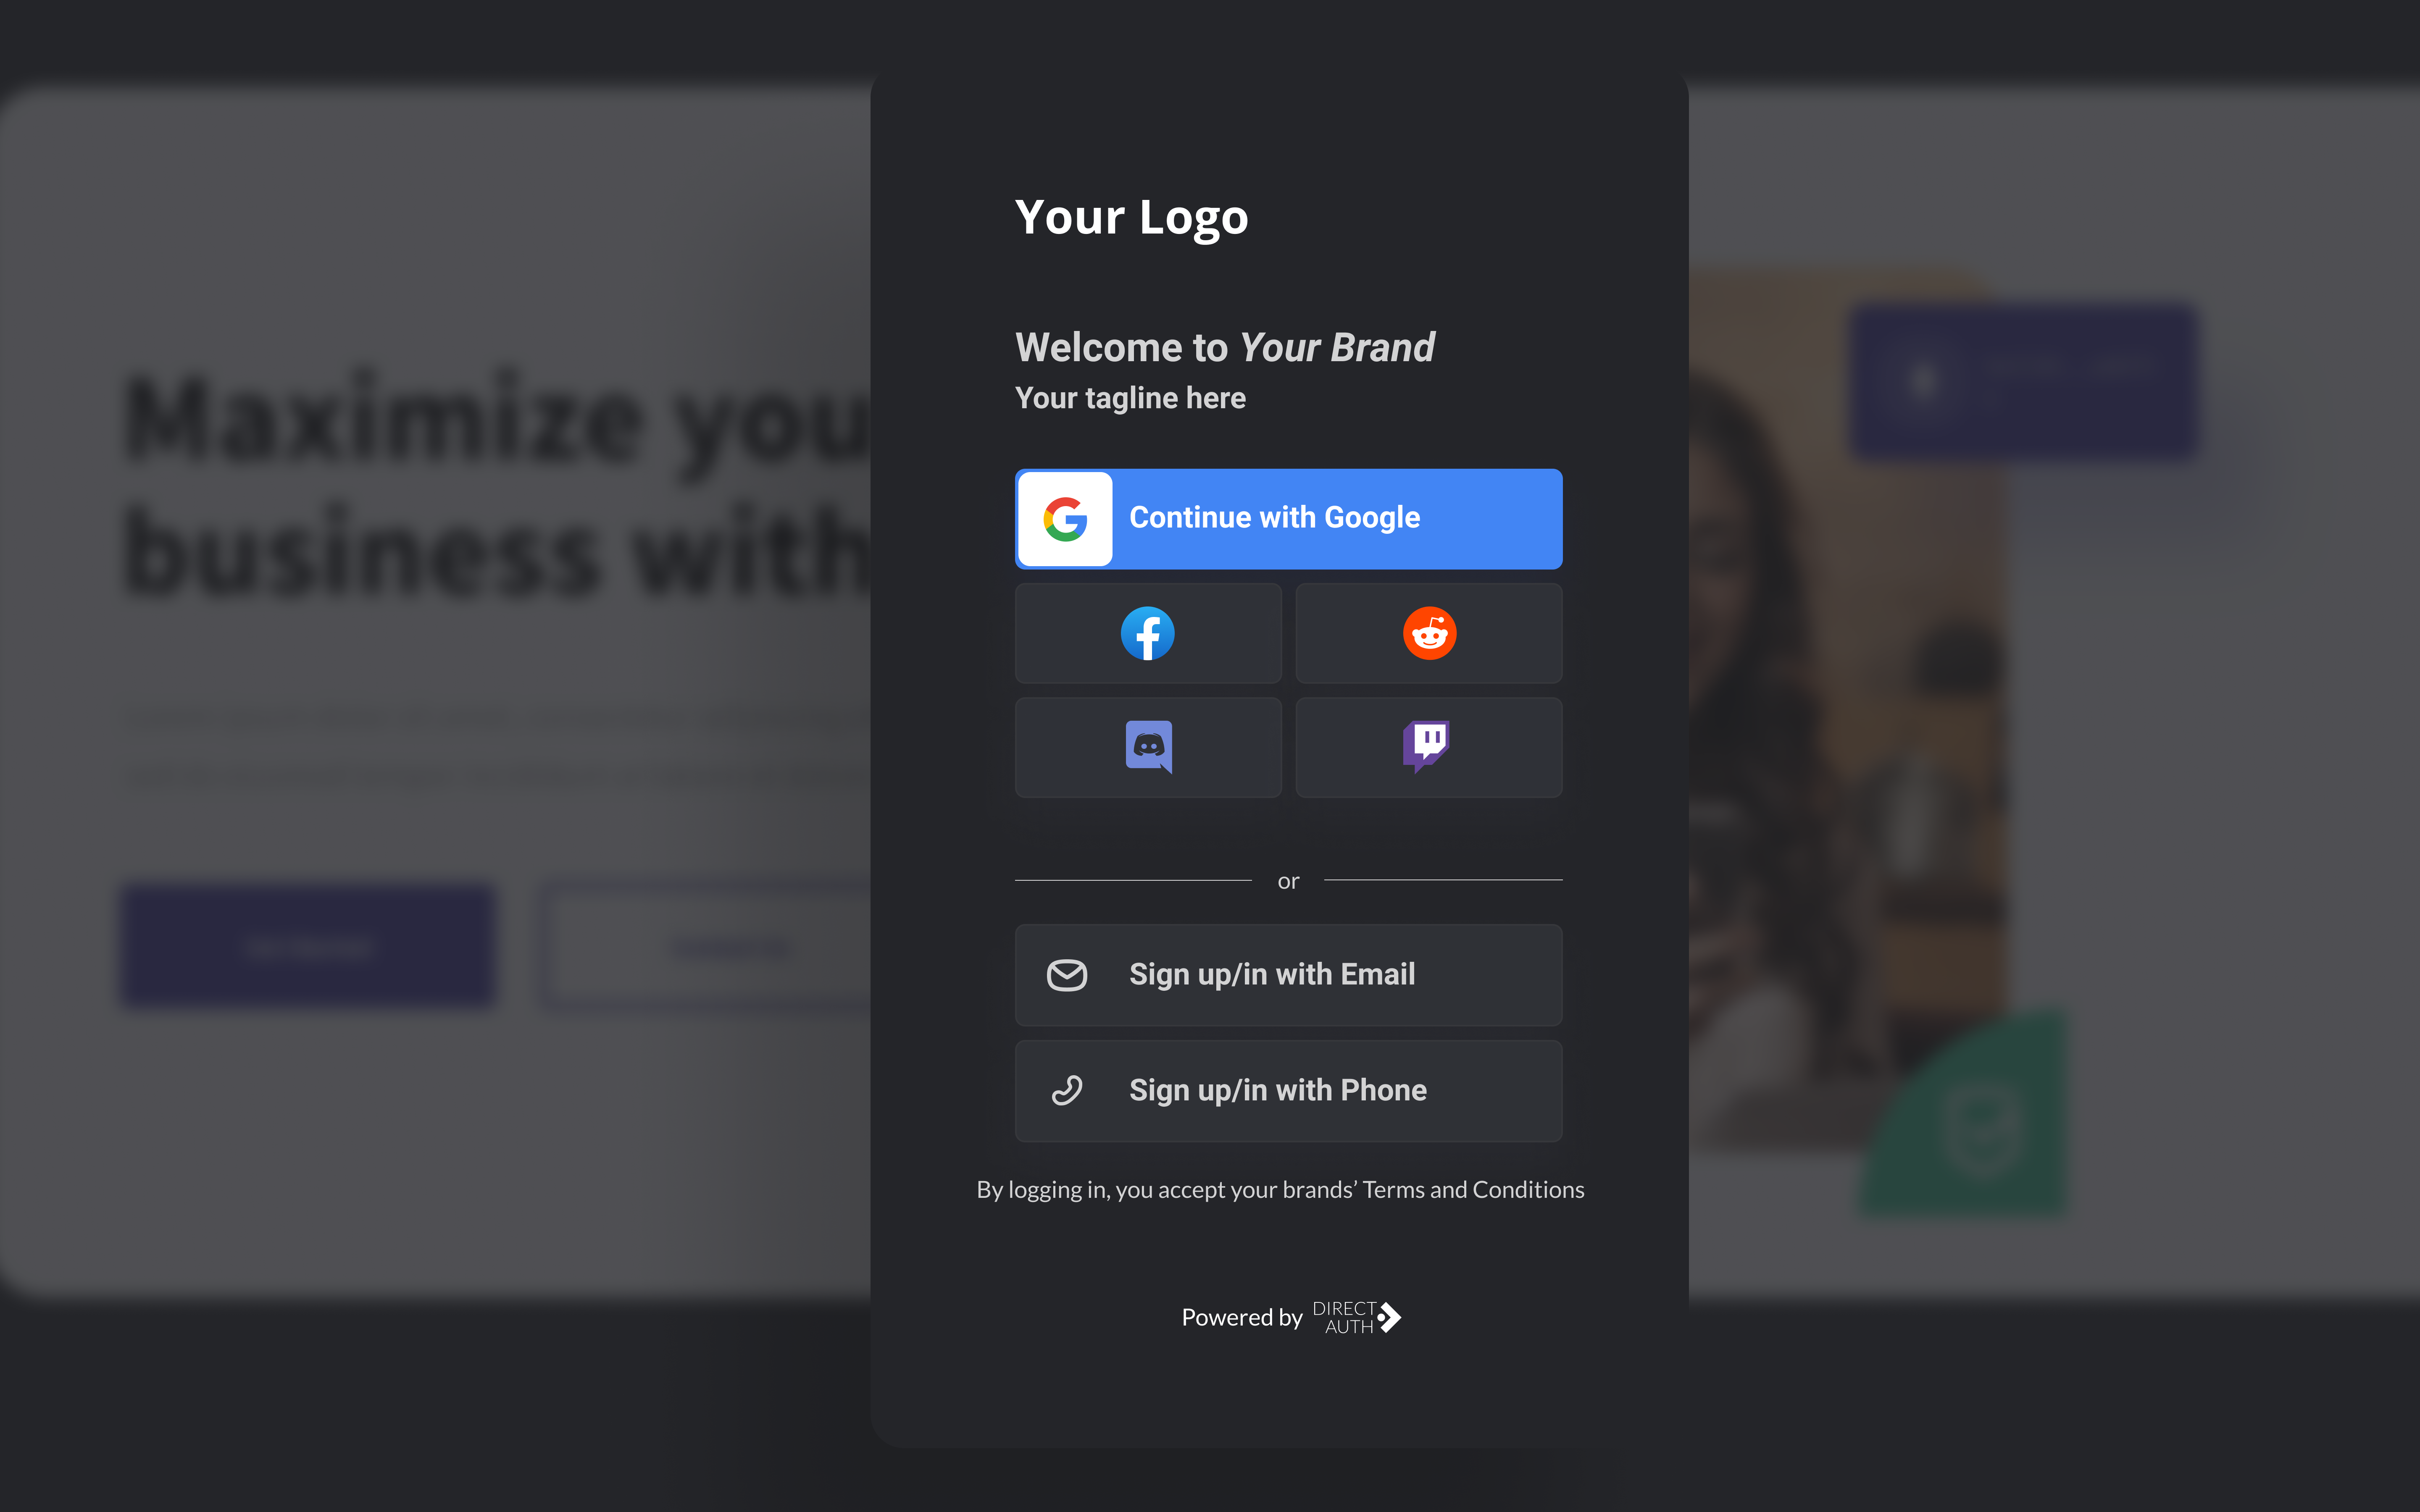 Your Logo
Welcome to Your Brand
Your tagline here
Continue with Google
or
Sign up/in with Email
Sign up/in with Phone
By logging in, you accept your brands’ Terms and Conditions
Powered by DIRECT
AUTH
Maximize you
business with